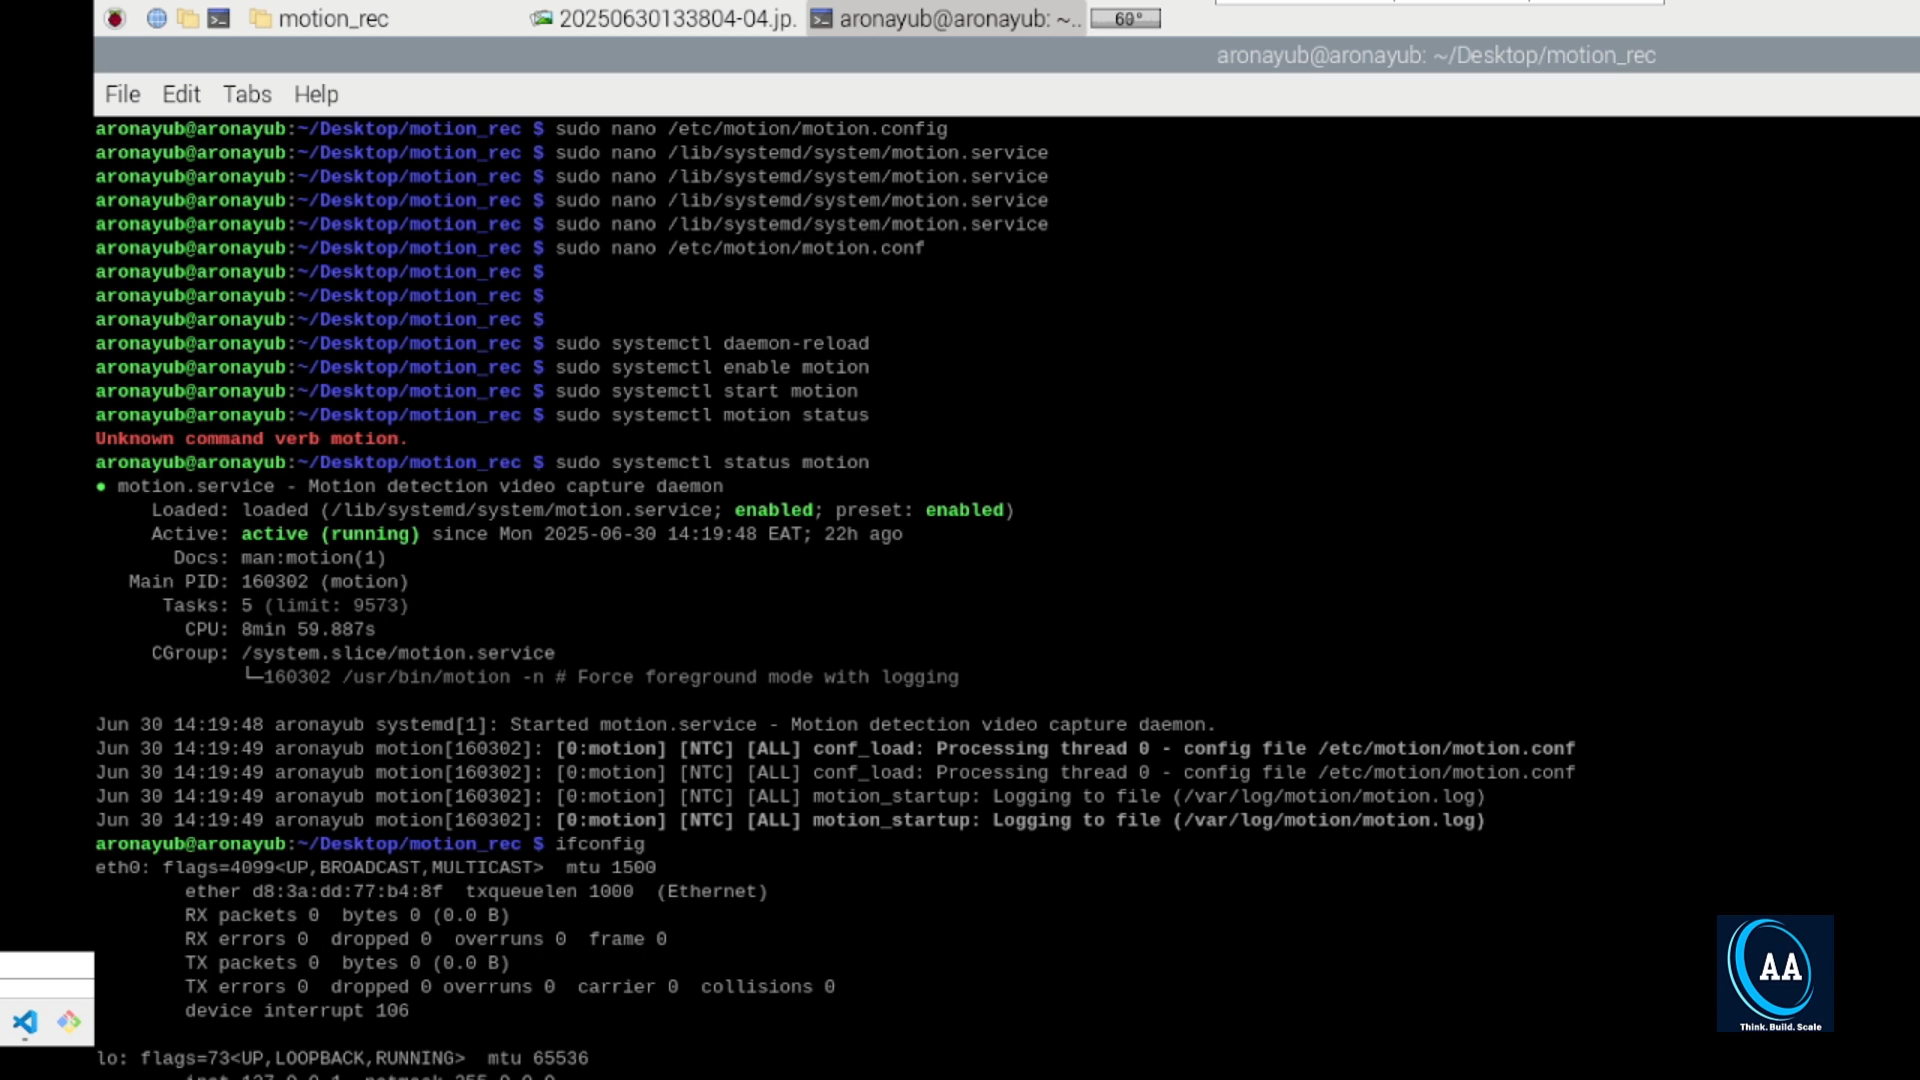 motion_rec
20250630133804-04.jp.
aronayub@aronayub: ~..
60°
aronayub@aronayub: ~/Desktop/motion_rec
File Edit Tabs Help
aronayub@aronayub:~/Desktop/motion_rec $ sudo nano /etc/motion/motion.config
aronayub@aronayub:~/Desktop/motion_rec $ sudo nano /lib/systemd/system/motion.service
aronayub@aronayub:~/Desktop/motion_rec $ sudo nano /lib/systemd/system/motion.service
aronayub@aronayub:~/Desktop/motion_rec $ sudo nano /lib/systemd/system/motion.service
aronayub@aronayub:~/Desktop/motion_rec $ sudo nano /lib/systemd/system/motion.service
aronayub@aronayub:~/Desktop/motion_rec $ sudo nano /etc/motion/motion.conf
aronayub@aronayub:~/Desktop/motion_rec $
aronayub@aronayub:~/Desktop/motion_rec $
aronayub@aronayub:~/Desktop/motion_rec $
aronayub@aronayub:~/Desktop/motion_rec $ sudo systemctl daemon-reload
aronayub@aronayub:~/Desktop/motion_rec $ sudo systemctl enable motion
aronayub@aronayub:~/Desktop/motion_rec $ sudo systemctl start motion
aronayub@aronayub:~/Desktop/motion_rec $ sudo systemctl motion status
Unknown command verb motion.
aronayub@aronayub:~/Desktop/motion_rec $ sudo systemctl status motion
● motion.service - Motion detection video capture daemon
Loaded: loaded (/lib/systemd/system/motion.service; enabled; preset: enabled)
Active: active (running) since Mon 2025-06-30 14:19:48 EAT; 22h ago
Docs: man:motion(1)
Main PID: 160302 (motion)
Tasks: 5 (limit: 9573)
CPU: 8min 59.887s
CGroup: /system.slice/motion.service
└─160302 /usr/bin/motion -n # Force foreground mode with logging
Jun 30 14:19:48 aronayub systemd[1]: Started motion.service - Motion detection video capture daemon.
Jun 30 14:19:49 aronayub motion[160302]: [0:motion] [NTC] [ALL] conf_load: Processing thread 0 - config file /etc/motion/motion.conf
Jun 30 14:19:49 aronayub motion[160302]: [0:motion] [NTC] [ALL] conf_load: Processing thread 0 - config file /etc/motion/motion.conf
Jun 30 14:19:49 aronayub motion[160302]: [0:motion] [NTC] [ALL] motion_startup: Logging to file (/var/log/motion/motion.log)
Jun 30 14:19:49 aronayub motion[160302]: [0:motion] [NTC] [ALL] motion_startup: Logging to file (/var/log/motion/motion.log)
aronayub@aronayub:~/Desktop/motion_rec $ ifconfig
eth0: flags=4099<UP,BROADCAST,MULTICAST>  mtu 1500
ether d8:3a:dd:77:b4:8f  txqueuelen 1000  (Ethernet)
RX packets 0  bytes 0 (0.0 B)
RX errors 0  dropped 0  overruns 0  frame 0
TX packets 0  bytes 0 (0.0 B)
TX errors 0  dropped 0 overruns 0  carrier 0  collisions 0
device interrupt 106
lo: flags=73<UP,LOOPBACK,RUNNING>  mtu 65536
AA
Think. Build. Scale